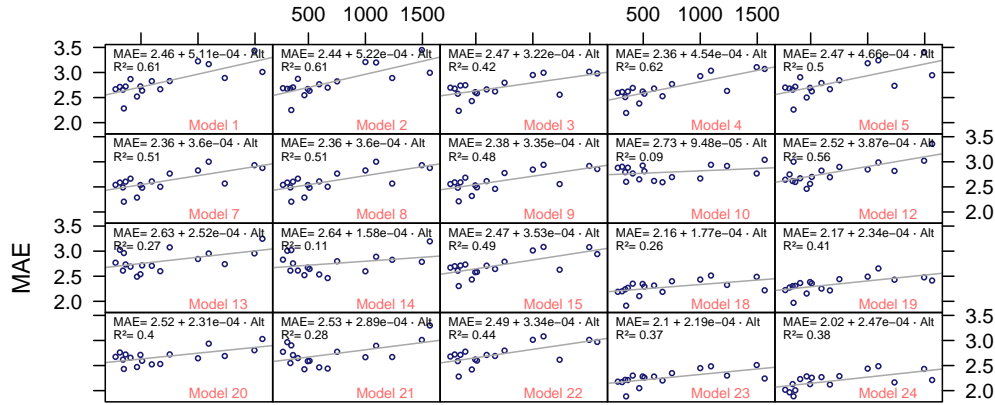 500 1000 1500
3.5
3.0
2.5
2.0
MAE= 2.46 + 5.11e−04 · Alt
R²= 0.61
Model 1
MAE= 2.44 + 5.22e−04 · Alt
R²= 0.61
Model 2
MAE= 2.47 + 3.22e−04 · Alt
R²= 0.42
Model 3
MAE= 2.36 + 4.54e−04 · Alt
R²= 0.62
Model 4
MAE= 2.47 + 4.66e−04 · Alt
R²= 0.5
Model 5
MAE= 2.36 + 3.6e−04 · Alt
R²= 0.51
Model 7
MAE= 2.36 + 3.6e−04 · Alt
R²= 0.51
Model 8
MAE= 2.38 + 3.35e−04 · Alt
R²= 0.48
Model 9
MAE= 2.73 + 9.48e−05 · Alt
R²= 0.09
Model 10
MAE= 2.52 + 3.87e−04 · Alt
R²= 0.56
Model 12
3.5
3.0
2.5
2.0
MAE
3.5
3.0
2.5
2.0
MAE= 2.63 + 2.52e−04 · Alt
R²= 0.27
Model 13
MAE= 2.64 + 1.58e−04 · Alt
R²= 0.11
Model 14
MAE= 2.47 + 3.53e−04 · Alt
R²= 0.49
Model 15
MAE= 2.16 + 1.77e−04 · Alt
R²= 0.26
Model 18
MAE= 2.17 + 2.34e−04 · Alt
R²= 0.41
Model 19
MAE= 2.52 + 2.31e−04 · Alt
R²= 0.4
Model 20
MAE= 2.53 + 2.89e−04 · Alt
R²= 0.28
Model 21
MAE= 2.49 + 3.34e−04 · Alt
R²= 0.44
Model 22
MAE= 2.1 + 2.19e−04 · Alt
R²= 0.37
Model 23
MAE= 2.02 + 2.47e−04 · Alt
R²= 0.38
Model 24
3.5
3.0
2.5
2.0
500 1000 1500